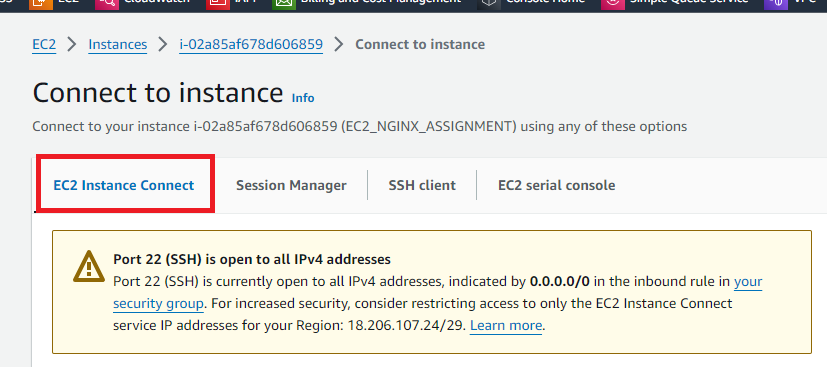 EC2 Cloudwatch IAM Billing and Cost Management Console Home Simple Queue Service VPC
EC2 > Instances > i-02a85af678d606859 > Connect to instance
Connect to instance Info
Connect to your instance i-02a85af678d606859 (EC2_NGINX_ASSIGNMENT) using any of these options
EC2 Instance Connect Session Manager SSH client EC2 serial console
Port 22 (SSH) is open to all IPv4 addresses
Port 22 (SSH) is currently open to all IPv4 addresses, indicated by 0.0.0.0/0 in the inbound rule in your
security group. For increased security, consider restricting access to only the EC2 Instance Connect
service IP addresses for your Region: 18.206.107.24/29. Learn more.